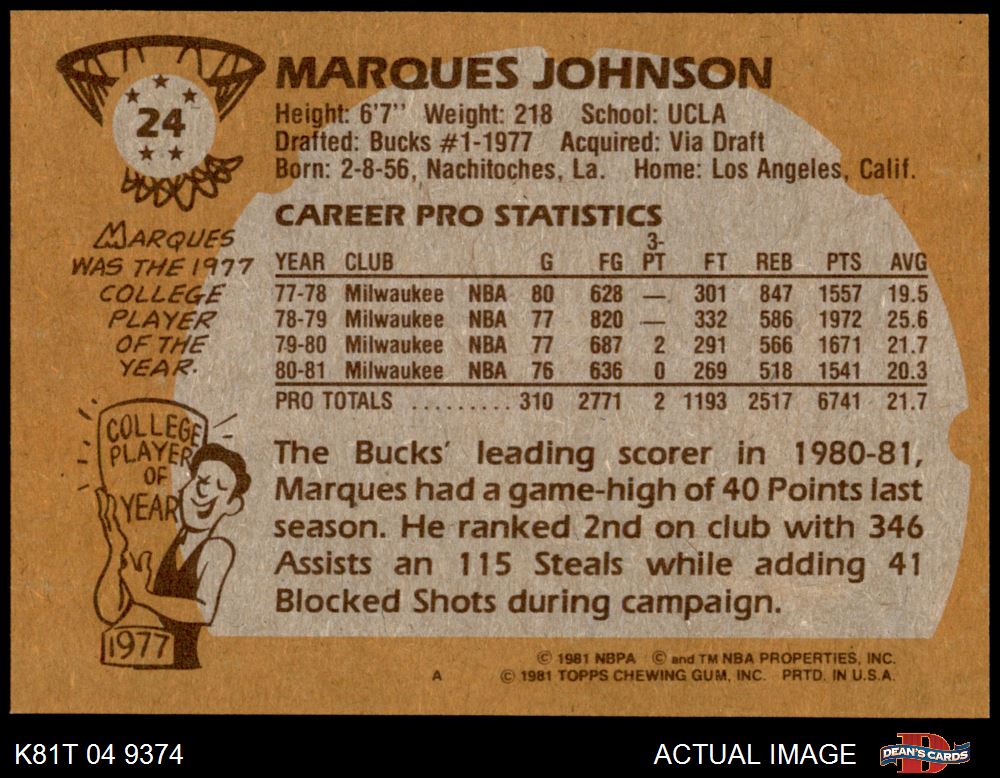 24
MARQUES JOHNSON
Height: 6'7'' Weight: 218 School: UCLA
Drafted: Bucks #1-1977 Acquired: Via Draft
Born: 2-8-56, Nachitoches, La. Home: Los Angeles, Calif.
MARQUES
WAS THE 1977
COLLEGE
PLAYER
OF THE
YEAR.
COLLEGE
PLAYER
OF
YEAR
1977
CAREER PRO STATISTICS
YEAR CLUB G FG 3-PT FT REB PTS AVG
77-78 Milwaukee NBA 80 628 — 301 847 1557 19.5
78-79 Milwaukee NBA 77 820 — 332 586 1972 25.6
79-80 Milwaukee NBA 77 687 2 291 566 1671 21.7
80-81 Milwaukee NBA 76 636 0 269 518 1541 20.3
PRO TOTALS ......... 310 2771 2 1193 2517 6741 21.7
The Bucks' leading scorer in 1980-81,
Marques had a game-high of 40 Points last
season. He ranked 2nd on club with 346
Assists an 115 Steals while adding 41
Blocked Shots during campaign.
© 1981 NBPA © and TM NBA PROPERTIES, INC.
A © 1981 TOPPS CHEWING GUM, INC. PRTD. IN U.S.A.
K81T 04 9374 ACTUAL IMAGE DEAN'S CARDS